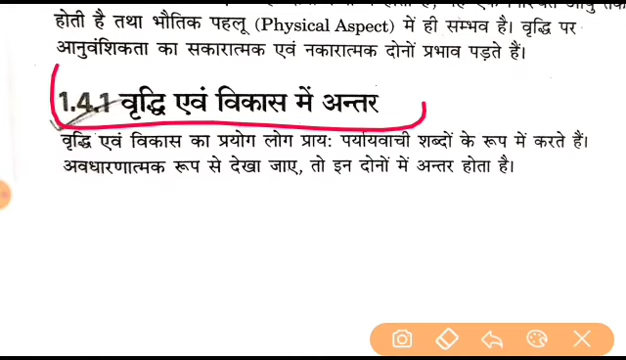 होती है तथा भौतिक पहलू (Physical Aspect) में ही सम्भव है। वृद्धि पर
आनुवंशिकता का सकारात्मक एवं नकारात्मक दोनों प्रभाव पड़ते हैं।
1.4.1 वृद्धि एवं विकास में अन्तर
वृद्धि एवं विकास का प्रयोग लोग प्रायः पर्यायवाची शब्दों के रूप में करते हैं।
अवधारणात्मक रूप से देखा जाए, तो इन दोनों में अन्तर होता है।